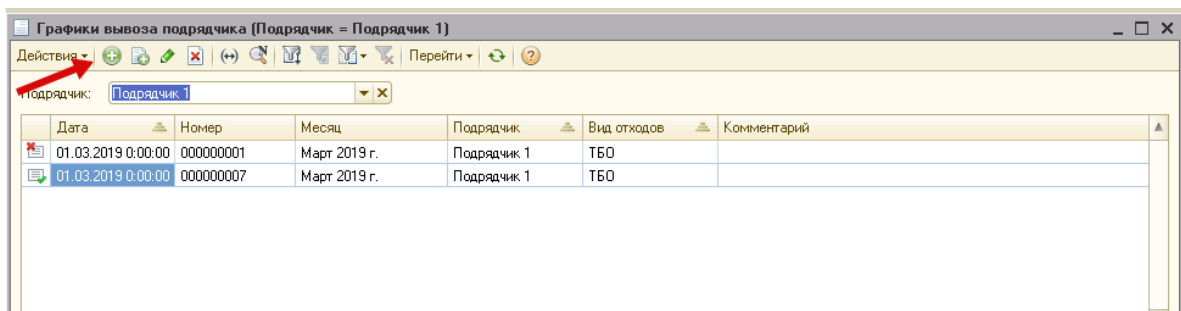 Графики вывоза подрядчика (Подрядчик = Подрядчик 1)
Действия Перейти
Подрядчик: Подрядчик 1
Дата Номер Месяц Подрядчик Вид отходов Комментарий
01.03.2019 0:00:00 000000001 Март 2019 г. Подрядчик 1 ТБО
01.03.2019 0:00:00 000000007 Март 2019 г. Подрядчик 1 ТБО